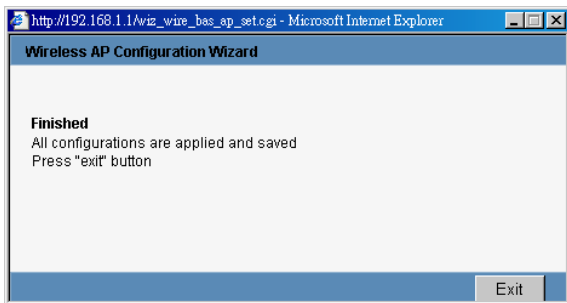 http://192.168.1.1/wiz_wire_bas_ap_set.cgi - Microsoft Internet Explorer
Wireless AP Configuration Wizard
Finished
All configurations are applied and saved
Press "exit" button
Exit